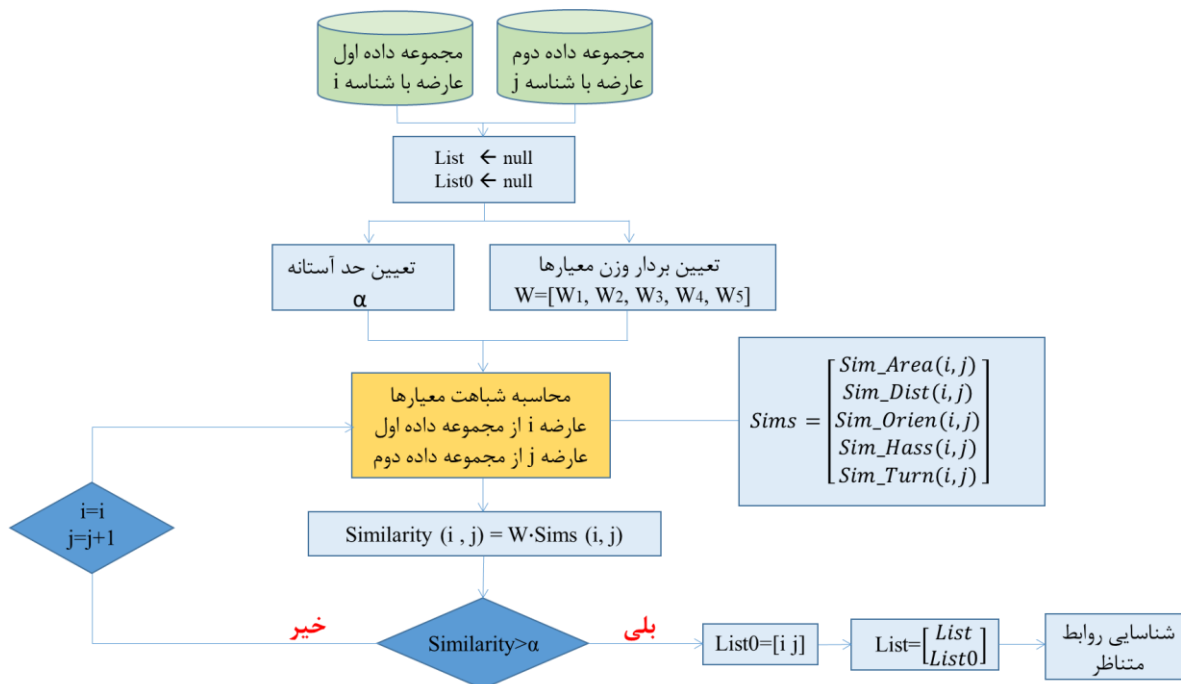 مجموعه داده اول
عارضه با شناسه i
مجموعه داده دوم
عارضه با شناسه j
List ← null
List0 ← null
تعیین حد آستانه
α
تعیین بردار وزن معیارها
W=[W1, W2, W3, W4, W5]
محاسبه شباهت معیارها
عارضه i از مجموعه داده اول
عارضه j از مجموعه داده دوم
Sims = [Sim_Area(i,j)
Sim_Dist(i,j)
Sim_Orien(i,j)
Sim_Hass(i,j)
Sim_Turn(i,j)]
i=i
j=j+1
Similarity (i , j) = W·Sims (i, j)
خیر
Similarity>α
بلی
List0=[i j]
List=[List
List0]
شناسایی روابط
متناظر